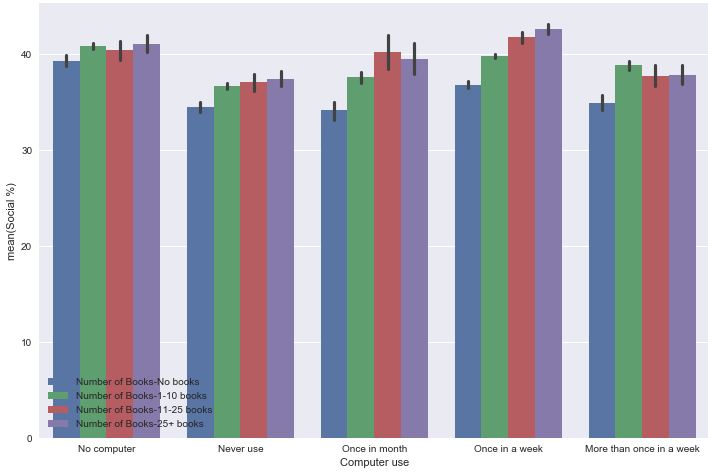 mean(Social %)
40
30
20
10
0
Number of Books-No books
Number of Books-1-10 books
Number of Books-11-25 books
Number of Books-25+ books
No computer
Never use
Once in month
Once in a week
More than once in a week
Computer use